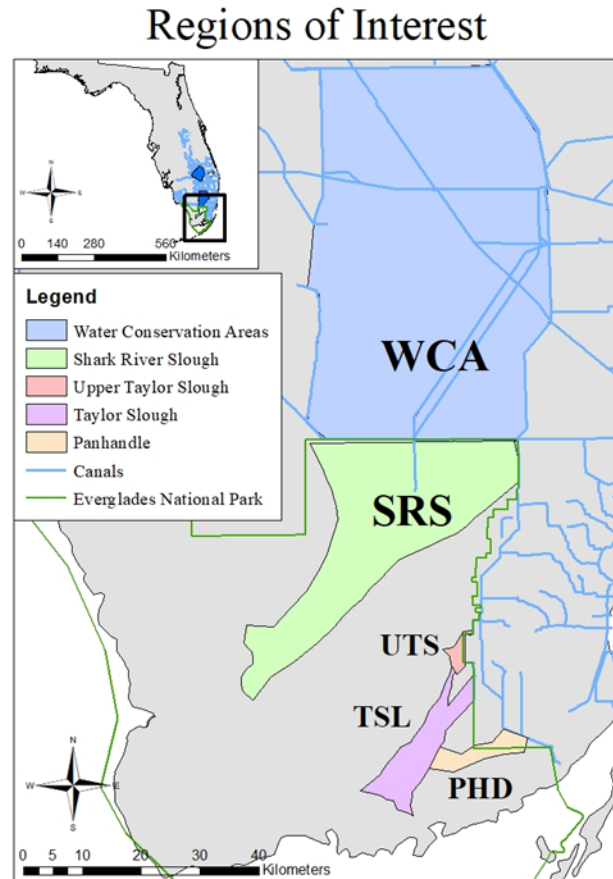 Regions of Interest
N
W E
S
0 140 280 560
Kilometers
Legend
Water Conservation Areas
Shark River Slough
Upper Taylor Slough
Taylor Slough
Panhandle
Canals
Everglades National Park
WCA
SRS
UTS
TSL
PHD
N
W E
S
0 5 10 20 30 40
Kilometers